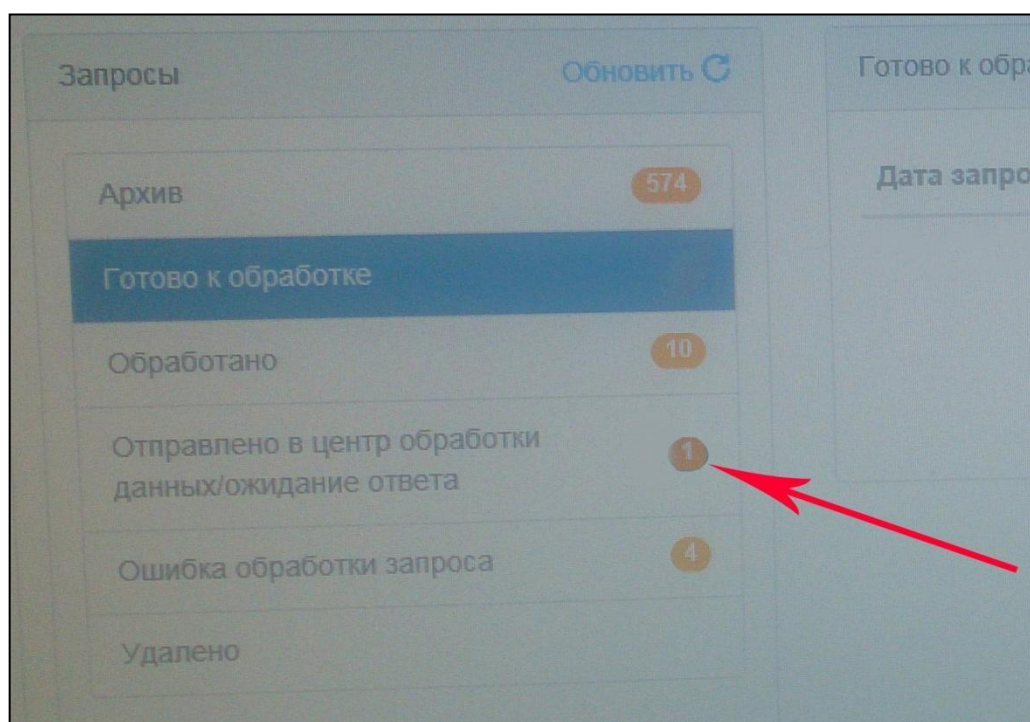 Запросы
Обновить
Готово к обра
Архив
574
Дата запро
Готово к обработке
Обработано
10
Отправлено в центр обработки
данных/ожидание ответа
1
Ошибка обработки запроса
4
Удалено